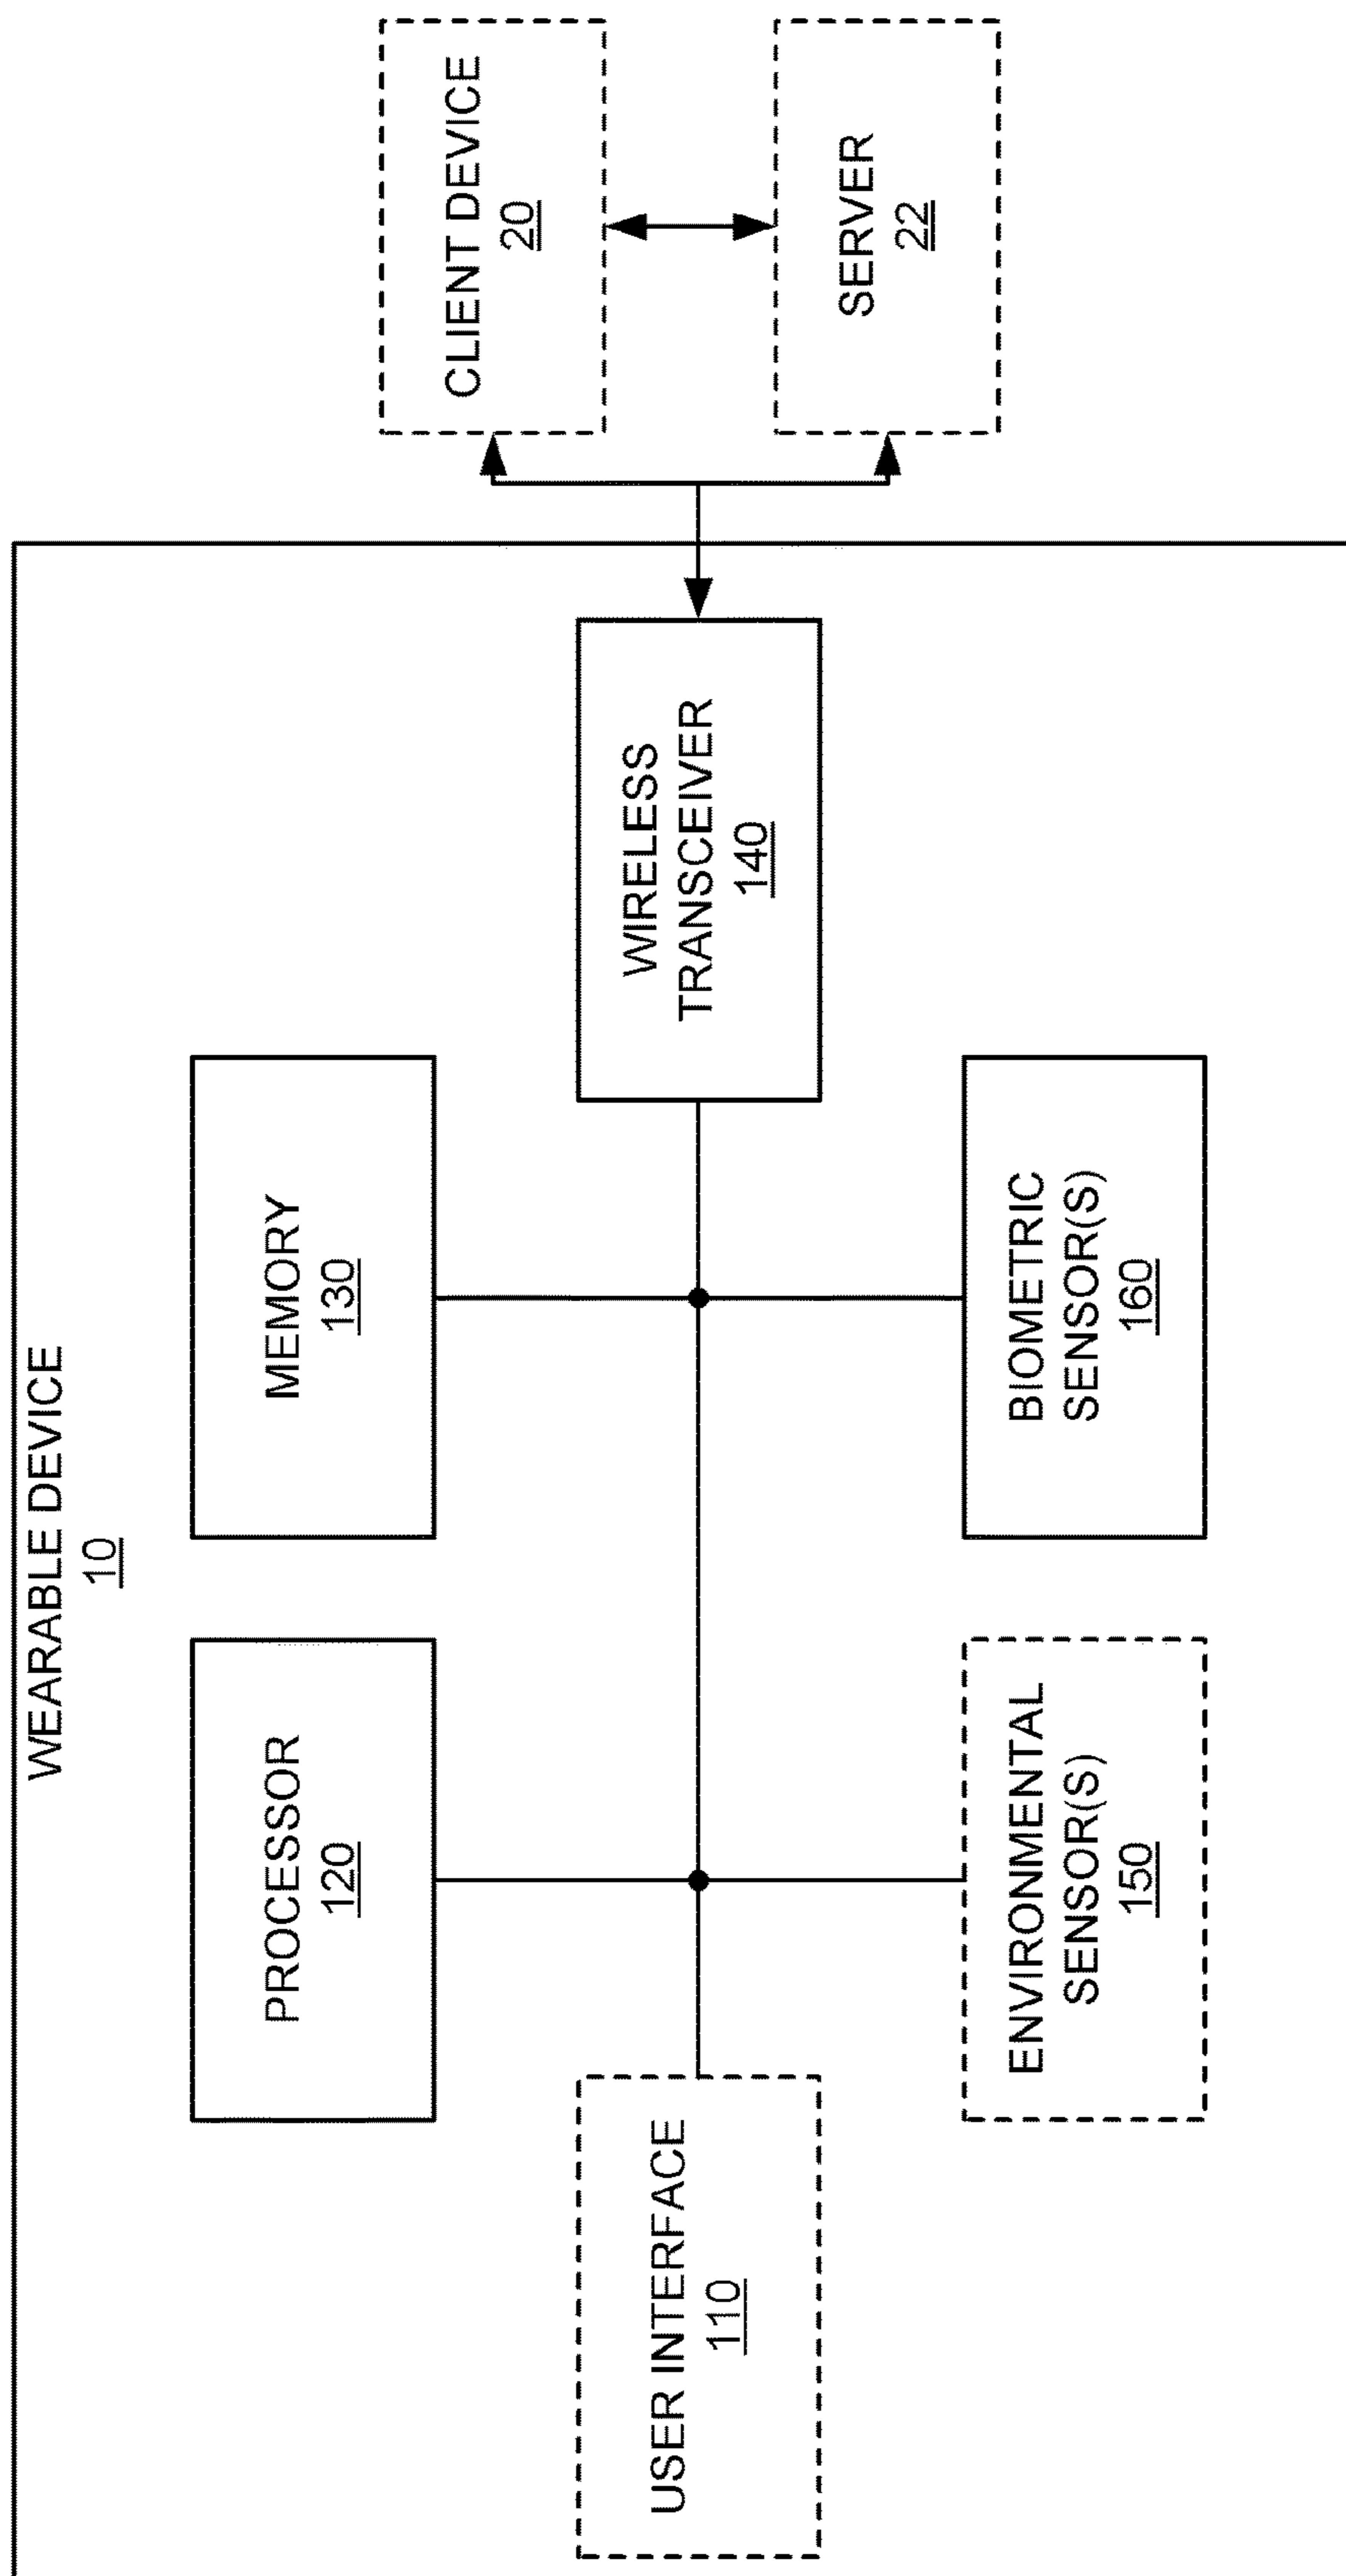 WEARABLE DEVICE
10
PROCESSOR
120
MEMORY
130
USER INTERFACE
110
WIRELESS
TRANSCEIVER
140
CLIENT DEVICE
20
SERVER
22
ENVIRONMENTAL
SENSOR(S)
150
BIOMETRIC
SENSOR(S)
160